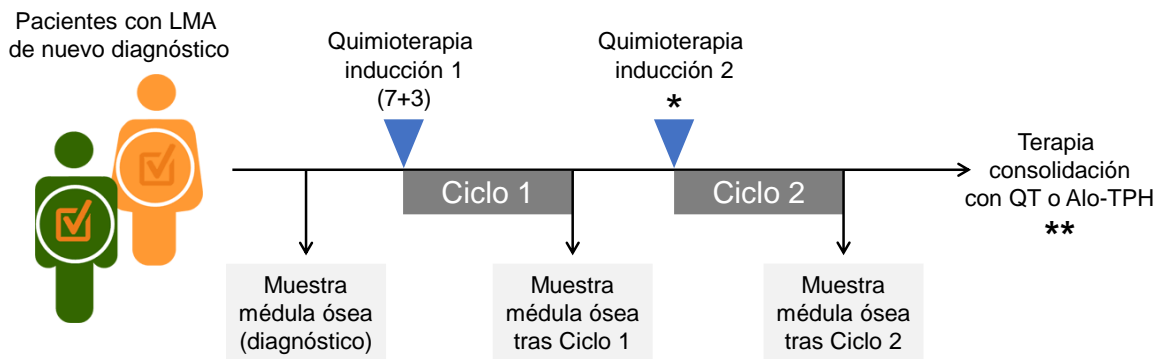 Pacientes con LMA
de nuevo diagnóstico
Quimioterapia
inducción 1
(7+3)
Quimioterapia
inducción 2
*
Ciclo 1
Ciclo 2
Terapia
consolidación
con QT o Alo-TPH
**
Muestra
médula ósea
(diagnóstico)
Muestra
médula ósea
tras Ciclo 1
Muestra
médula ósea
tras Ciclo 2